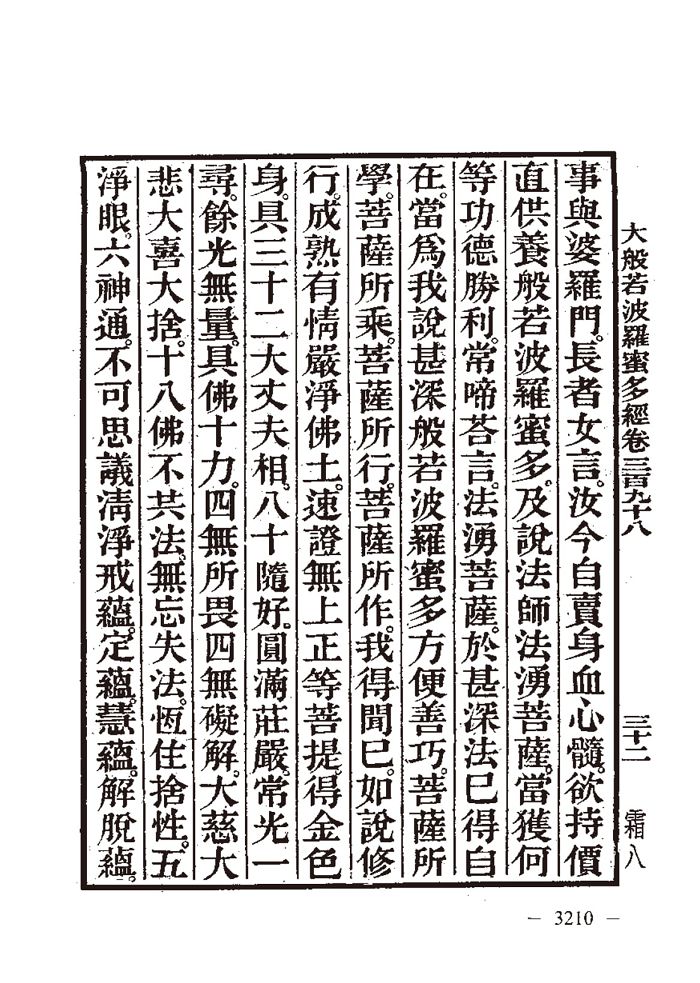 大般若波羅蜜多經卷三百九十八 三十二 霜八
事與婆羅門。長者女言。汝今自賣身血心髓。欲持價
直供養般若波羅蜜多。及說法師法湧菩薩。當獲何
等功德勝利。常啼荅言。法湧菩薩。於甚深法已得自
在。當爲我說甚深般若波羅蜜多方便善巧。菩薩所
學。菩薩所乘。菩薩所行。菩薩所作。我得聞已。如說修
行。成熟有情嚴淨佛土。速證無上正等菩提。得金色
身。具三十二大丈夫相。八十隨好。圓滿莊嚴。常光一
尋。餘光無量。具佛十力。四無所畏四無礙解。大慈大
悲大喜大捨。十八佛不共法。無忘失法。恆住捨性。五
淨眼。六神通。不可思議淸淨戒蘊。定蘊。慧蘊。解脫蘊。
— 3210 —